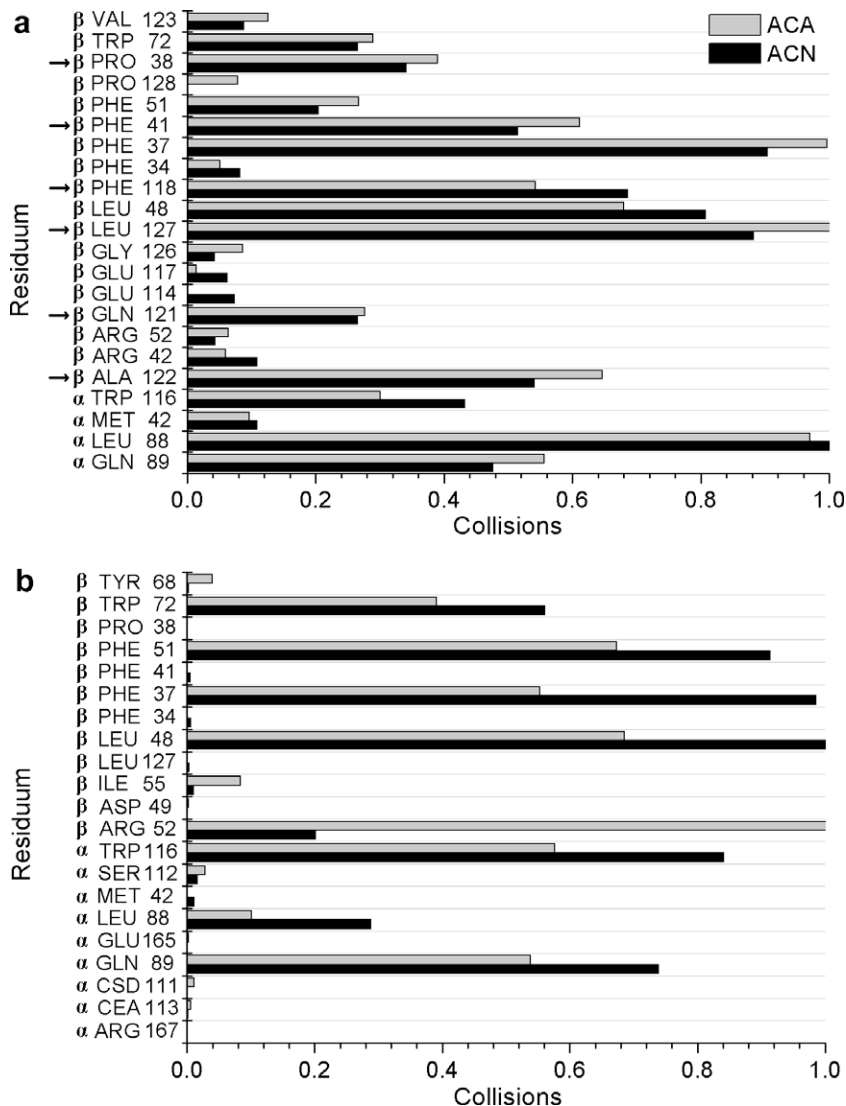 a
ACA
ACN
β VAL 123
β TRP 72
→ β PRO 38
β PRO 128
β PHE 51
→ β PHE 41
β PHE 37
β PHE 34
→ β PHE 118
β LEU 48
→ β LEU 127
β GLY 126
β GLU 117
β GLU 114
→ β GLN 121
β ARG 52
β ARG 42
→ β ALA 122
α TRP 116
α MET 42
α LEU 88
α GLN 89
Residuum
0.0 0.2 0.4 0.6 0.8 1.0
Collisions
b
β TYR 68
β TRP 72
β PRO 38
β PHE 51
β PHE 41
β PHE 37
β PHE 34
β LEU 48
β LEU 127
β ILE 55
β ASP 49
β ARG 52
α TRP 116
α SER 112
α MET 42
α LEU 88
α GLU 165
α GLN 89
α CSD 111
α CEA 113
α ARG 167
Residuum
0.0 0.2 0.4 0.6 0.8 1.0
Collisions